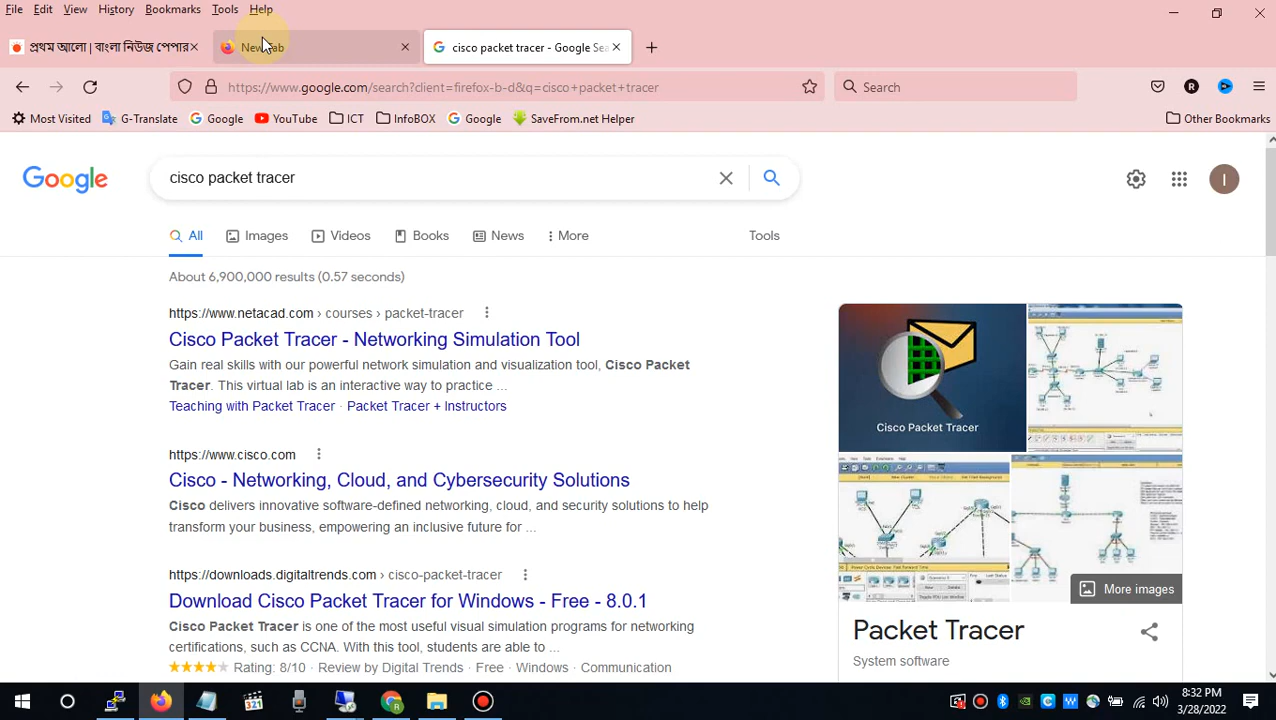 File Edit View History Bookmarks Tools Help
প্রথম আলো | বাংলা নিউজ পেপার
New Tab
cisco packet tracer - Google Sea
https://www.google.com/search?client=firefox-b-d&q=cisco+packet+tracer
Search
R
Most Visited G-Translate Google YouTube ICT InfoBOX Google SaveFrom.net Helper Other Bookmarks
Google
cisco packet tracer
I
All Images Videos Books News More Tools
About 6,900,000 results (0.57 seconds)
https://www.netacad.com › courses › packet-tracer
Cisco Packet Tracer - Networking Simulation Tool
Gain real skills with our powerful network simulation and visualization tool, Cisco Packet
Tracer. This virtual lab is an interactive way to practice ...
Teaching with Packet Tracer · Packet Tracer + Instructors
https://www.cisco.com
Cisco - Networking, Cloud, and Cybersecurity Solutions
Cisco delivers innovative software-defined networking, cloud, and security solutions to help
transform your business, empowering an inclusive future for ...
https://downloads.digitaltrends.com › cisco-packet-tracer
Download Cisco Packet Tracer for Windows - Free - 8.0.1
Cisco Packet Tracer is one of the most useful visual simulation programs for networking
certifications, such as CCNA. With this tool, students are able to ...
Rating: 8/10 · Review by Digital Trends · Free · Windows · Communication
Cisco Packet Tracer
More images
Packet Tracer
System software
321
8:32 PM
3/28/2022